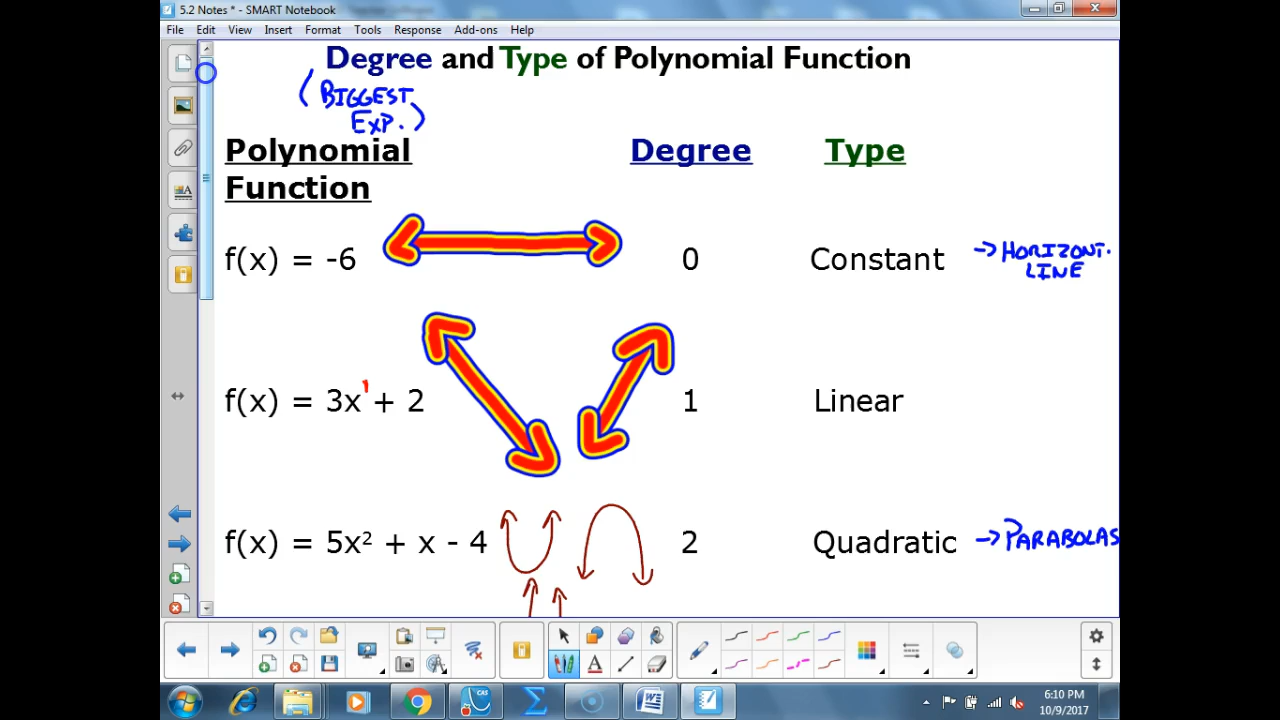 5.2 Notes * - SMART Notebook
File Edit View Insert Format Tools Response Add-ons Help
Degree and Type of Polynomial Function
(BIGGEST
EXP.)
Polynomial Degree Type
Function
f(x) = -6 0 Constant → HORIZONT.
LINE
f(x) = 3x¹ + 2 1 Linear
f(x) = 5x² + x - 4 2 Quadratic → PARABOLAS
A
CAS
Σ
W
6:10 PM
10/9/2017